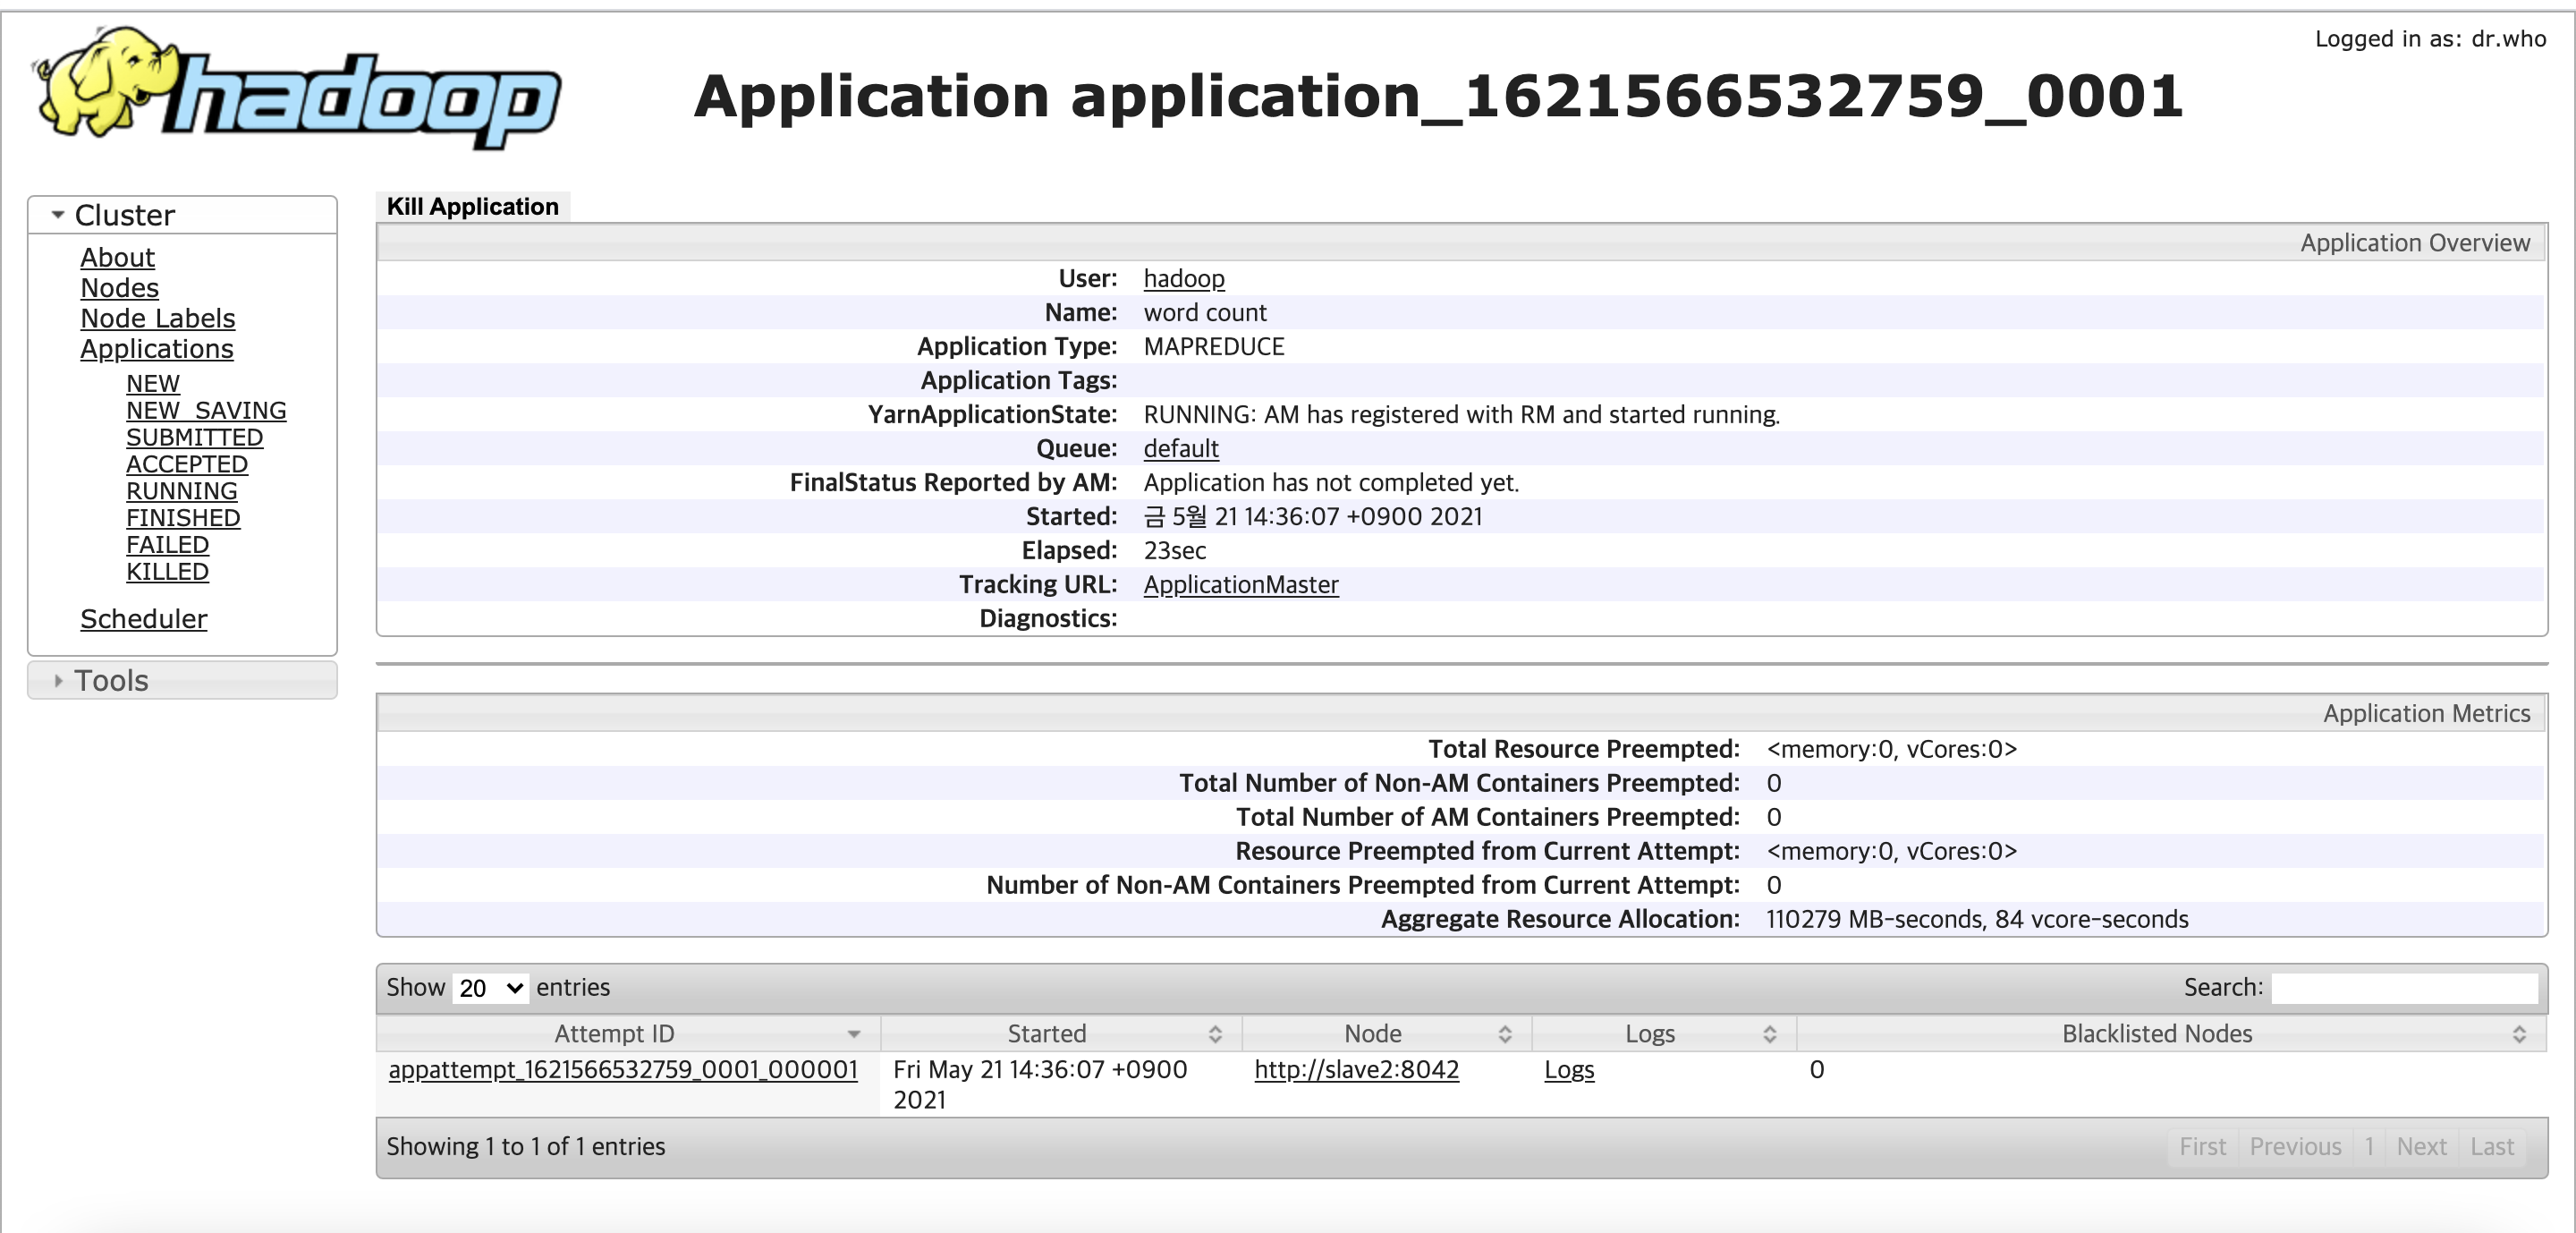 Logged in as: dr.who
hadoop
Application application_1621566532759_0001
Cluster
About
Nodes
Node Labels
Applications
NEW
NEW_SAVING
SUBMITTED
ACCEPTED
RUNNING
FINISHED
FAILED
KILLED
Scheduler
Tools
Kill Application
Application Overview
User: hadoop
Name: word count
Application Type: MAPREDUCE
Application Tags:
YarnApplicationState: RUNNING: AM has registered with RM and started running.
Queue: default
FinalStatus Reported by AM: Application has not completed yet.
Started: 금 5월 21 14:36:07 +0900 2021
Elapsed: 23sec
Tracking URL: ApplicationMaster
Diagnostics:
Application Metrics
Total Resource Preempted: <memory:0, vCores:0>
Total Number of Non-AM Containers Preempted: 0
Total Number of AM Containers Preempted: 0
Resource Preempted from Current Attempt: <memory:0, vCores:0>
Number of Non-AM Containers Preempted from Current Attempt: 0
Aggregate Resource Allocation: 110279 MB-seconds, 84 vcore-seconds
Show 20 entries Search:
Attempt ID Started Node Logs Blacklisted Nodes
appattempt_1621566532759_0001_000001 Fri May 21 14:36:07 +0900 http://slave2:8042 Logs 0
2021
Showing 1 to 1 of 1 entries First Previous 1 Next Last